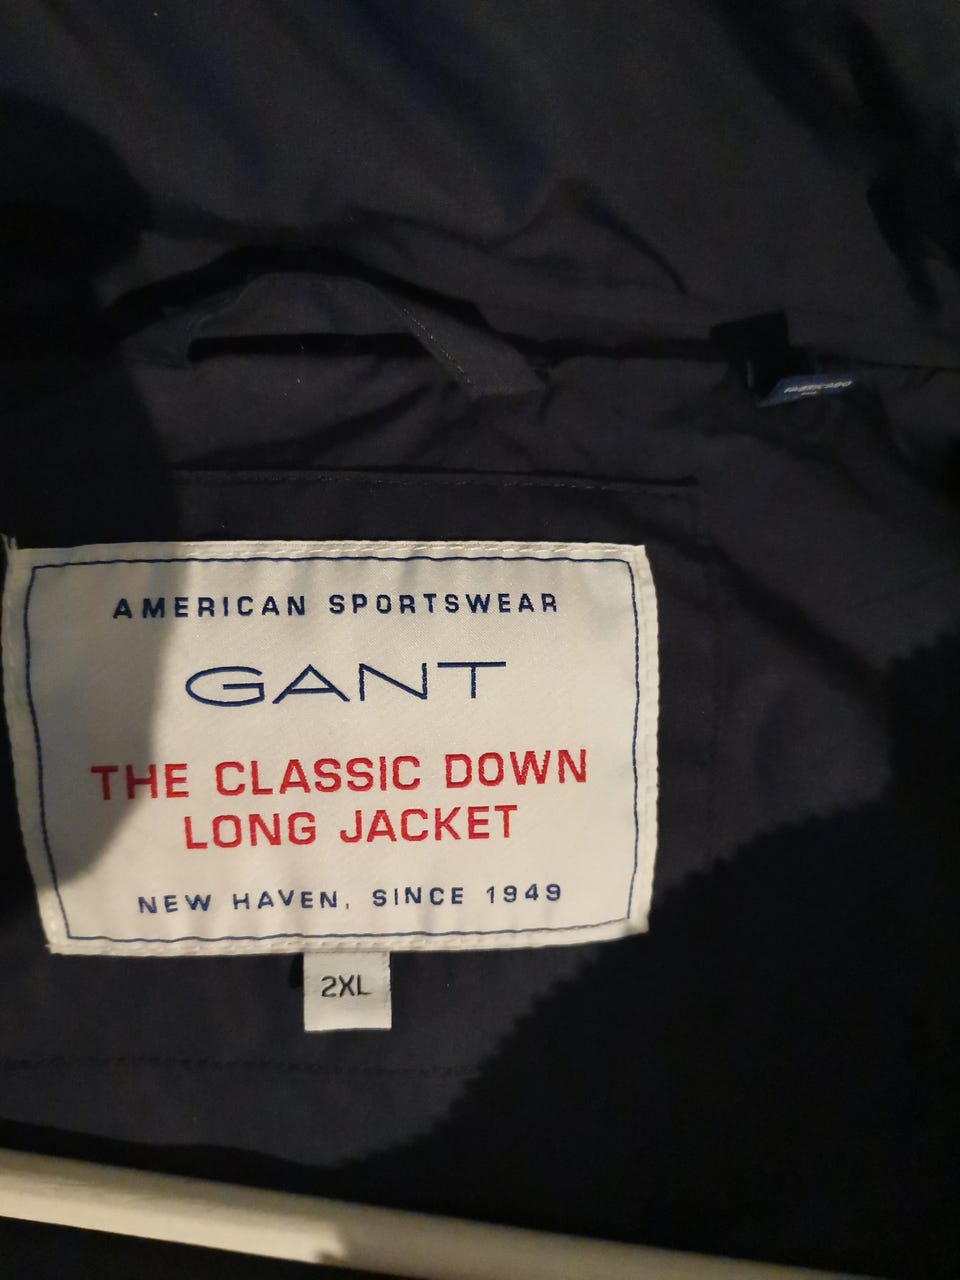 AMERICAN SPORTSWEAR
GANT
THE CLASSIC DOWN
LONG JACKET
NEW HAVEN, SINCE 1949
2XL